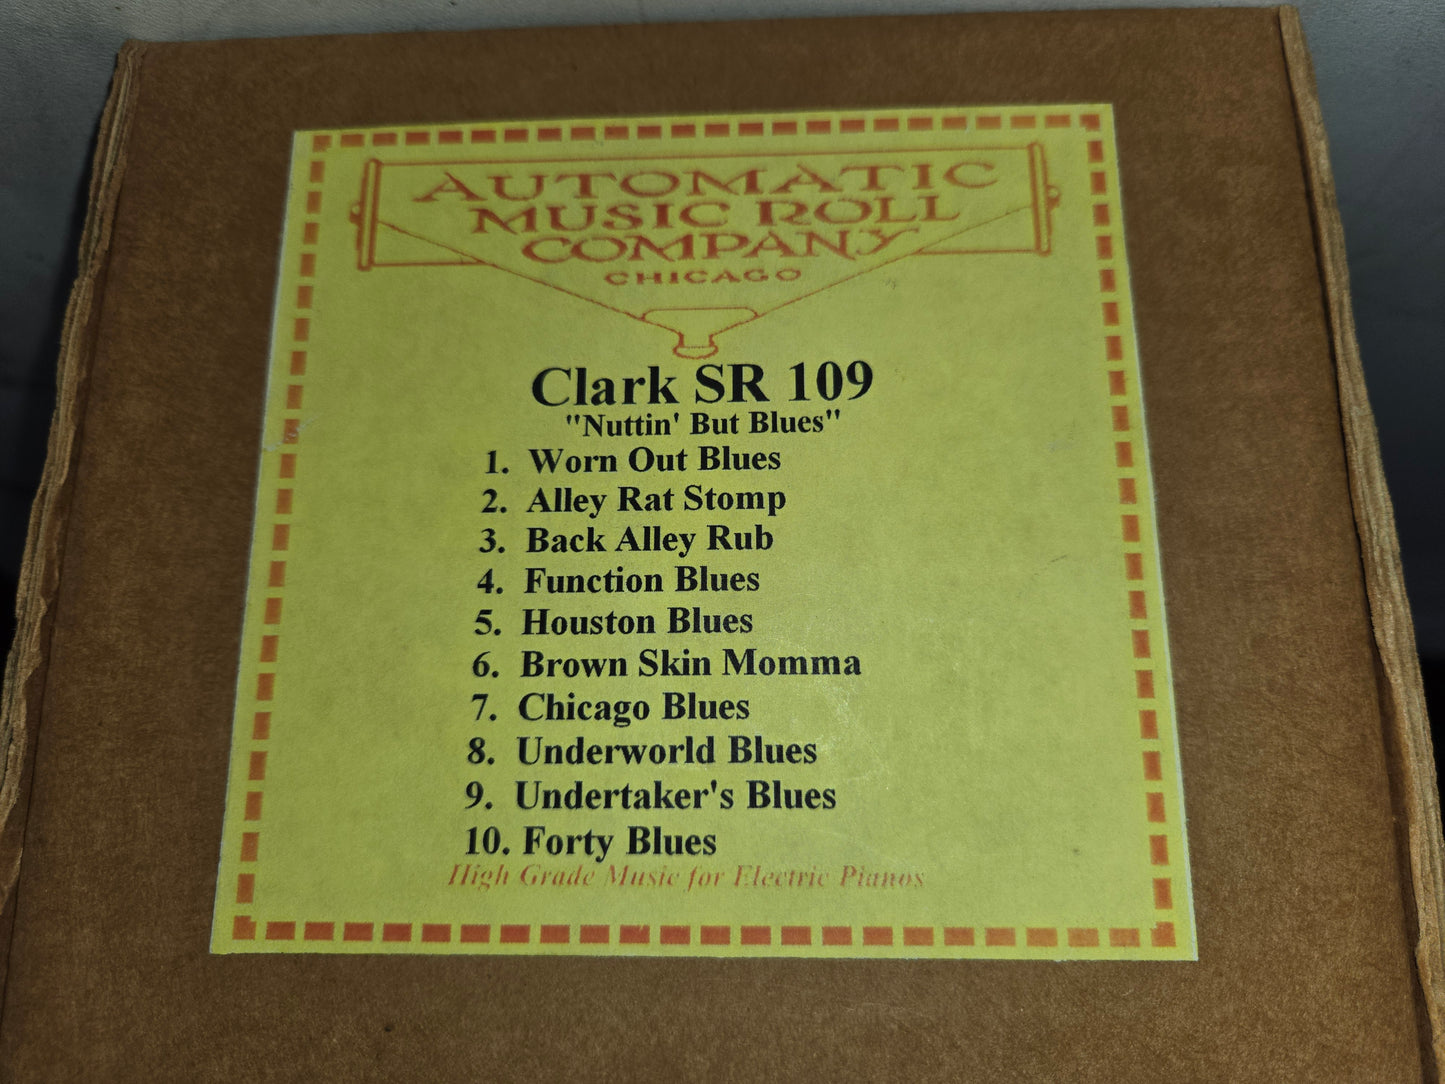 AUTOMATIC
MUSIC ROLL
COMPANY
CHICAGO
Clark SR 109
"Nuttin' But Blues"
1. Worn Out Blues
2. Alley Rat Stomp
3. Back Alley Rub
4. Function Blues
5. Houston Blues
6. Brown Skin Momma
7. Chicago Blues
8. Underworld Blues
9. Undertaker's Blues
10. Forty Blues
High Grade Music for Electric Pianos